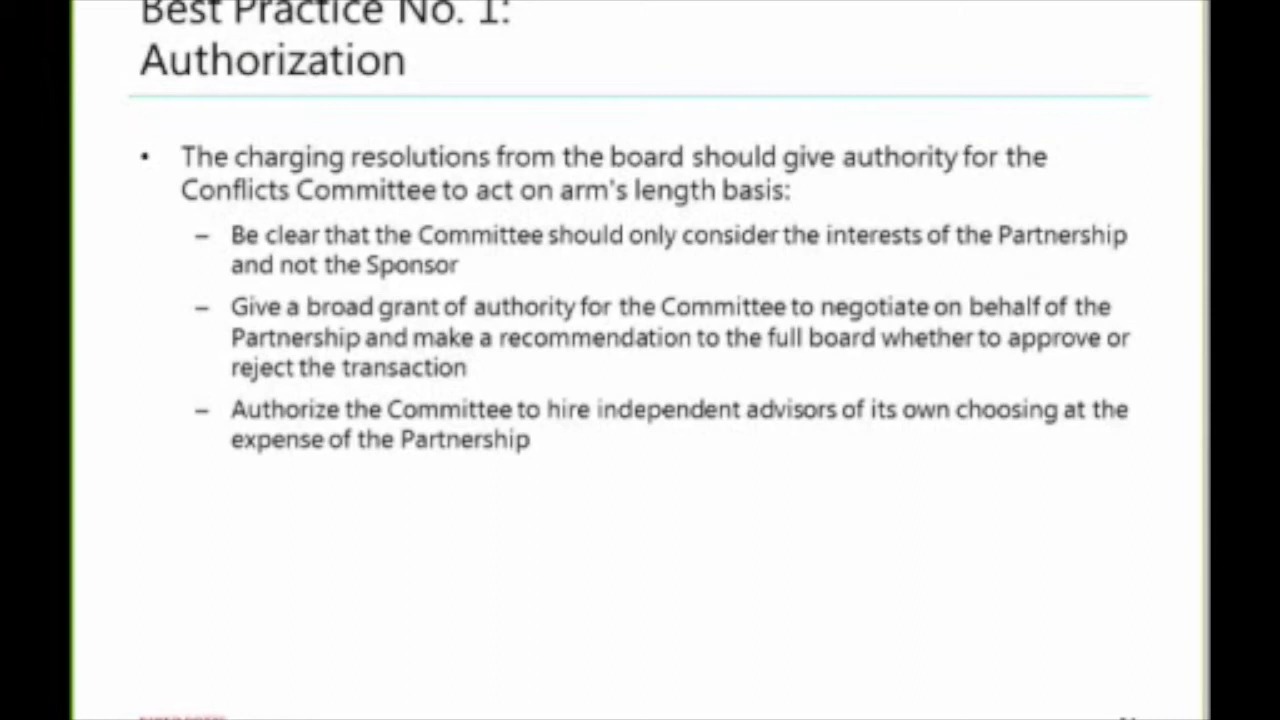 Best Practice No. 1:
Authorization
• The charging resolutions from the board should give authority for the
Conflicts Committee to act on arm's length basis:
– Be clear that the Committee should only consider the interests of the Partnership
and not the Sponsor
– Give a broad grant of authority for the Committee to negotiate on behalf of the
Partnership and make a recommendation to the full board whether to approve or
reject the transaction
– Authorize the Committee to hire independent advisors of its own choosing at the
expense of the Partnership